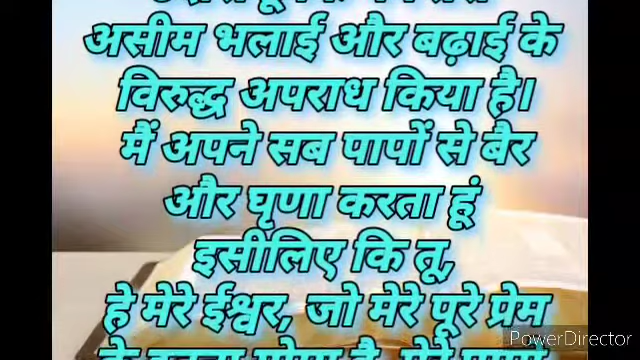 असीम भलाई और बढ़ाई के
विरुद्ध अपराध किया है।
मैं अपने सब पापों से बैर
और घृणा करता हूं
इसीलिए कि तू,
हे मेरे ईश्वर, जो मेरे पूरे प्रेम
PowerDirector